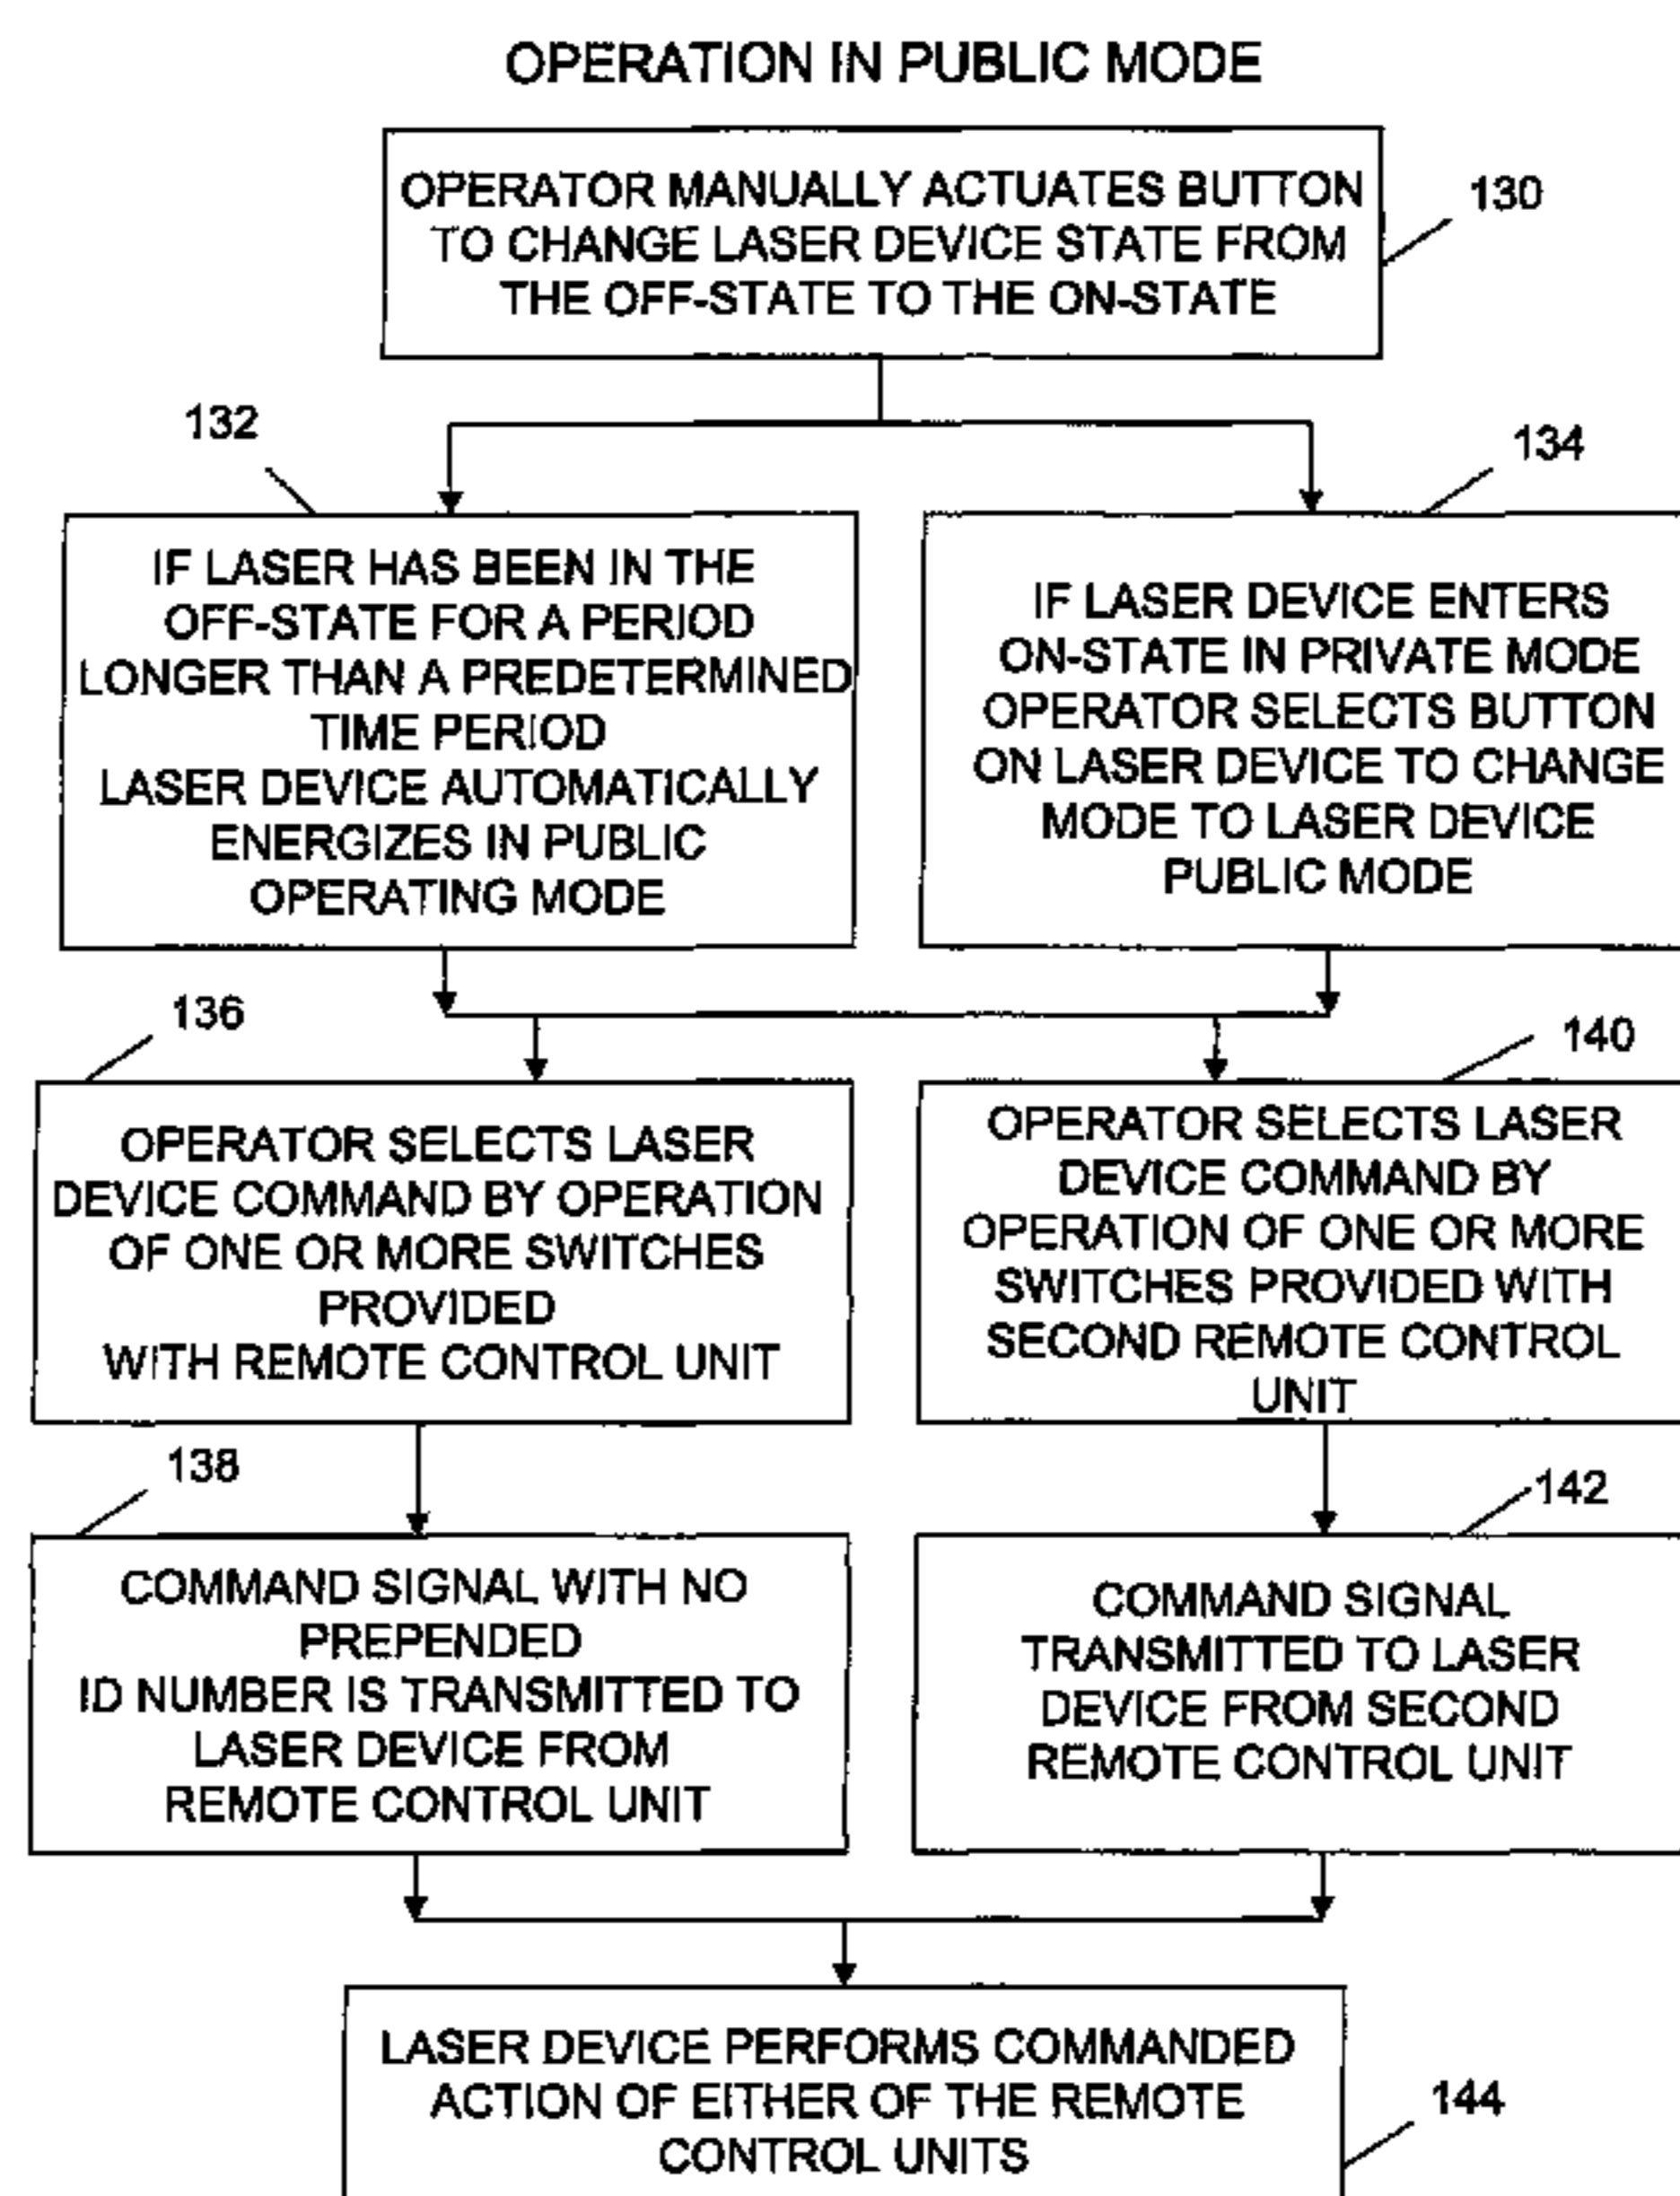 OPERATION IN PUBLIC MODE
OPERATOR MANUALLY ACTUATES BUTTON
TO CHANGE LASER DEVICE STATE FROM
THE OFF-STATE TO THE ON-STATE
130
132
IF LASER HAS BEEN IN THE
OFF-STATE FOR A PERIOD
LONGER THAN A PREDETERMINED
TIME PERIOD
LASER DEVICE AUTOMATICALLY
ENERGIZES IN PUBLIC
OPERATING MODE
134
IF LASER DEVICE ENTERS
ON-STATE IN PRIVATE MODE
OPERATOR SELECTS BUTTON
ON LASER DEVICE TO CHANGE
MODE TO LASER DEVICE
PUBLIC MODE
136
OPERATOR SELECTS LASER
DEVICE COMMAND BY OPERATION
OF ONE OR MORE SWITCHES
PROVIDED
WITH REMOTE CONTROL UNIT
140
OPERATOR SELECTS LASER
DEVICE COMMAND BY
OPERATION OF ONE OR MORE
SWITCHES PROVIDED WITH
SECOND REMOTE CONTROL
UNIT
138
COMMAND SIGNAL WITH NO
PREPENDED
ID NUMBER IS TRANSMITTED TO
LASER DEVICE FROM
REMOTE CONTROL UNIT
142
COMMAND SIGNAL
TRANSMITTED TO LASER
DEVICE FROM SECOND
REMOTE CONTROL UNIT
LASER DEVICE PERFORMS COMMANDED
ACTION OF EITHER OF THE REMOTE
CONTROL UNITS
144